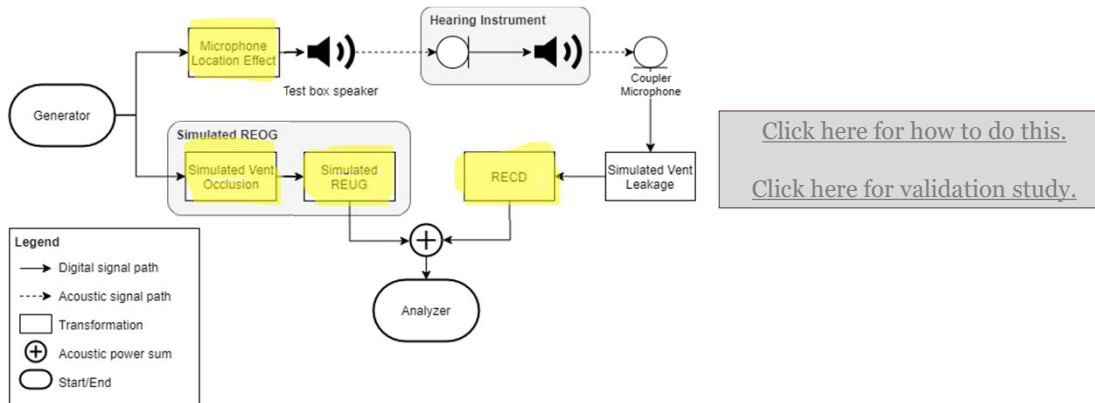 Hearing Instrument
Microphone
Location Effect
Test box speaker
Coupler
Microphone
Generator
Simulated REOG
Simulated Vent
Occlusion
Simulated
REUG
RECD
Simulated Vent
Leakage
Click here for how to do this.
Click here for validation study.
Analyzer
Legend
Digital signal path
Acoustic signal path
Transformation
Acoustic power sum
Start/End